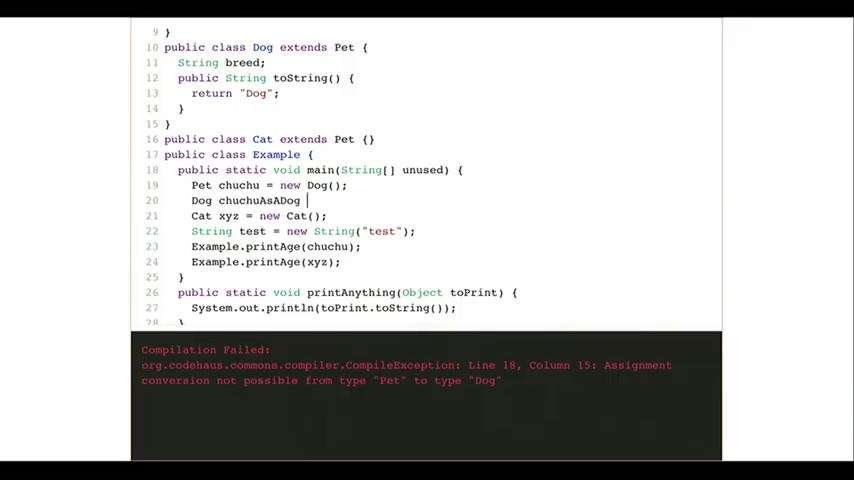 9 }
10 public class Dog extends Pet {
11 String breed;
12 public String toString() {
13 return "Dog";
14 }
15 }
16 public class Cat extends Pet {}
17 public class Example {
18 public static void main(String[] unused) {
19 Pet chuchu = new Dog();
20 Dog chuchuAsADog
21 Cat xyz = new Cat();
22 String test = new String("test");
23 Example.printAge(chuchu);
24 Example.printAge(xyz);
25 }
26 public static void printAnything(Object toPrint) {
27 System.out.println(toPrint.toString());
28 }
Compilation Failed:
org.codehaus.commons.compiler.CompileException: Line 18, Column 15: Assignment
conversion not possible from type "Pet" to type "Dog"